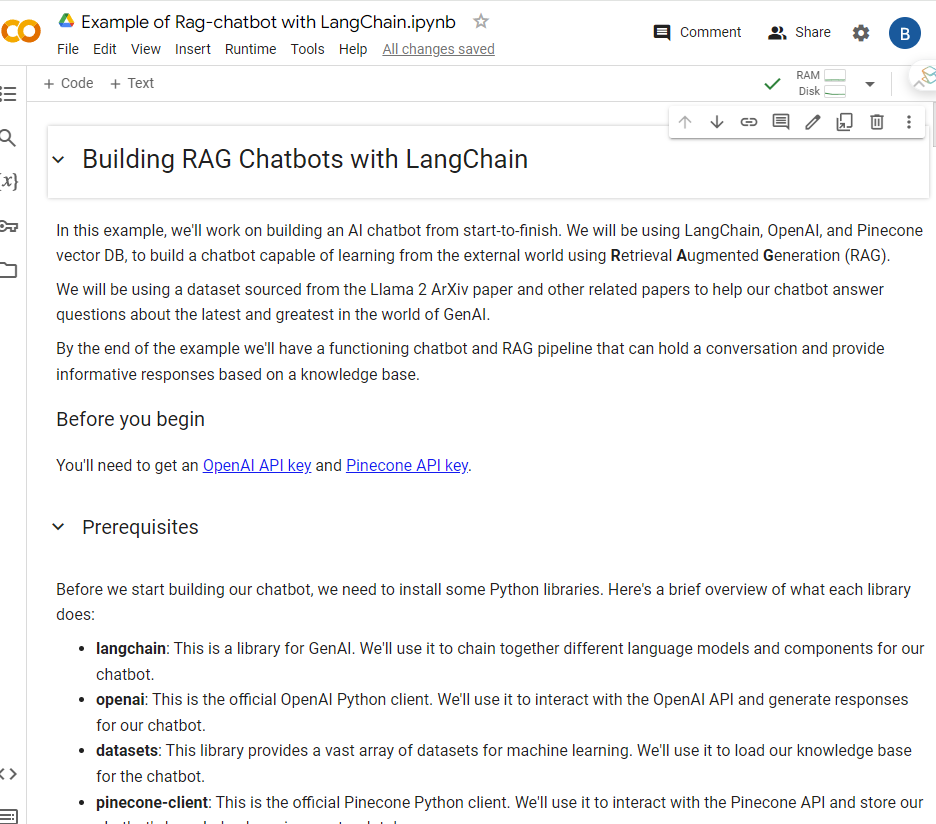 Example of Rag-chatbot with LangChain.ipynb
File Edit View Insert Runtime Tools Help All changes saved
Comment Share B
+ Code + Text
RAM
Disk
{x}
Building RAG Chatbots with LangChain
In this example, we'll work on building an AI chatbot from start-to-finish. We will be using LangChain, OpenAI, and Pinecone
vector DB, to build a chatbot capable of learning from the external world using Retrieval Augmented Generation (RAG).
We will be using a dataset sourced from the Llama 2 ArXiv paper and other related papers to help our chatbot answer
questions about the latest and greatest in the world of GenAI.
By the end of the example we'll have a functioning chatbot and RAG pipeline that can hold a conversation and provide
informative responses based on a knowledge base.
Before you begin
You'll need to get an OpenAI API key and Pinecone API key.
Prerequisites
Before we start building our chatbot, we need to install some Python libraries. Here's a brief overview of what each library
does:
• langchain: This is a library for GenAI. We'll use it to chain together different language models and components for our
chatbot.
• openai: This is the official OpenAI Python client. We'll use it to interact with the OpenAI API and generate responses
for our chatbot.
• datasets: This library provides a vast array of datasets for machine learning. We'll use it to load our knowledge base
for the chatbot.
• pinecone-client: This is the official Pinecone Python client. We'll use it to interact with the Pinecone API and store our